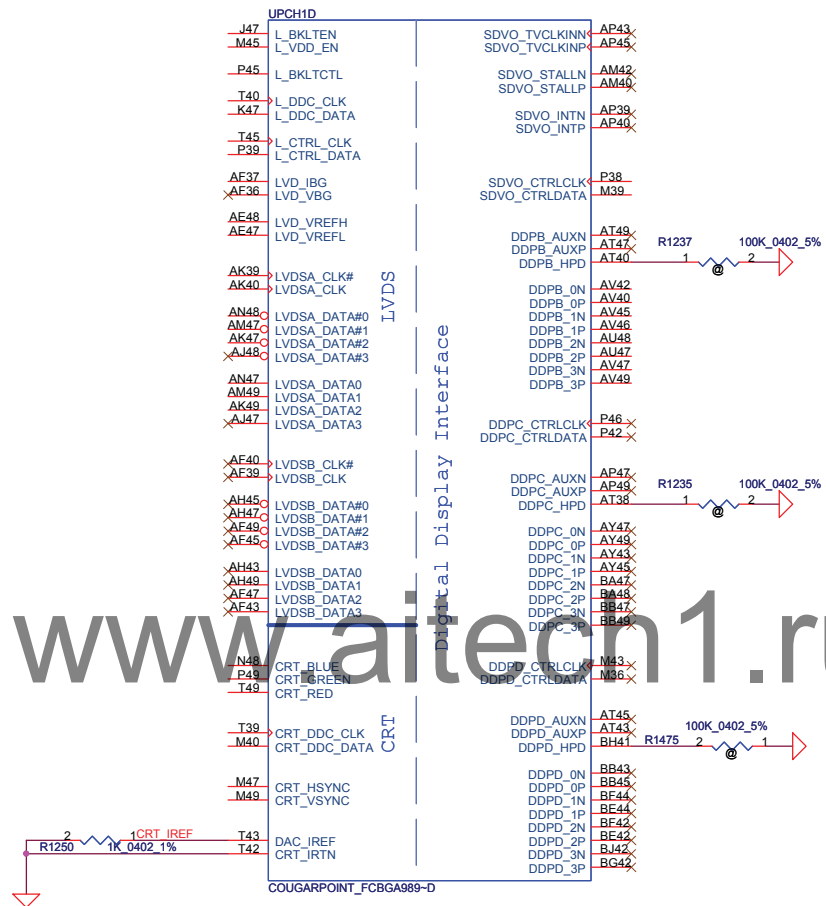 UPCH1D
J47 L_BKLTEN SDVO_TVCLKINN AP43
M45 L_VDD_EN SDVO_TVCLKINP AP45
P45 L_BKLTCTL SDVO_STALLN AM42
SDVO_STALLP AM40
T40 L_DDC_CLK
K47 L_DDC_DATA SDVO_INTN AP39
SDVO_INTP AP40
T45 L_CTRL_CLK
P39 L_CTRL_DATA
AF37 LVD_IBG SDVO_CTRLCLK P38
AF36 LVD_VBG SDVO_CTRLDATA M39
AE48 LVD_VREFH
AE47 LVD_VREFL DDPB_AUXN AT49
DDPB_AUXP AT47 R1237 100K_0402_5%
DDPB_HPD AT40 1 2
@
AK39 LVDSA_CLK#
AK40 LVDSA_CLK DDPB_0N AV42
DDPB_0P AV40
AN48 LVDSA_DATA#0 DDPB_1N AV45
AM47 LVDSA_DATA#1 DDPB_1P AV46
AK47 LVDSA_DATA#2 DDPB_2N AU48
AJ48 LVDSA_DATA#3 DDPB_2P AU47
DDPB_3N AV47
AN47 LVDSA_DATA0 DDPB_3P AV49
AM49 LVDSA_DATA1
AK49 LVDSA_DATA2
AJ47 LVDSA_DATA3 DDPC_CTRLCLK P46
DDPC_CTRLDATA P42
LVDS
Digital Display Interface
AF40 LVDSB_CLK#
AF39 LVDSB_CLK DDPC_AUXN AP47
DDPC_AUXP AP49 R1235 100K_0402_5%
AH45 LVDSB_DATA#0 DDPC_HPD AT38 1 2
@
AH47 LVDSB_DATA#1
AF49 LVDSB_DATA#2 DDPC_0N AY47
AF45 LVDSB_DATA#3 DDPC_0P AY49
DDPC_1N AY43
AH43 LVDSB_DATA0 DDPC_1P AY45
AH49 LVDSB_DATA1 DDPC_2N BA47
AF47 LVDSB_DATA2 DDPC_2P BA48
AF43 LVDSB_DATA3 DDPC_3N BB47
DDPC_3P BB49
www.aitech1.ru
N48 CRT_BLUE DDPD_CTRLCLK M43
P49 CRT_GREEN DDPD_CTRLDATA M36
T49 CRT_RED
CRT
T39 CRT_DDC_CLK DDPD_AUXN AT45
M40 CRT_DDC_DATA DDPD_AUXP AT43 100K_0402_5%
DDPD_HPD BH41 R1475 2 1
@
M47 CRT_HSYNC DDPD_0N BB43
M49 CRT_VSYNC DDPD_0P BB45
DDPD_1N BF44
DDPD_1P BE44
2 1 CRT_IREF T43 DAC_IREF DDPD_2N BF42
R1250 1K_0402_1% T42 CRT_IRTN DDPD_2P BE42
DDPD_3N BJ42
DDPD_3P BG42
COUGARPOINT_FCBGA989~D